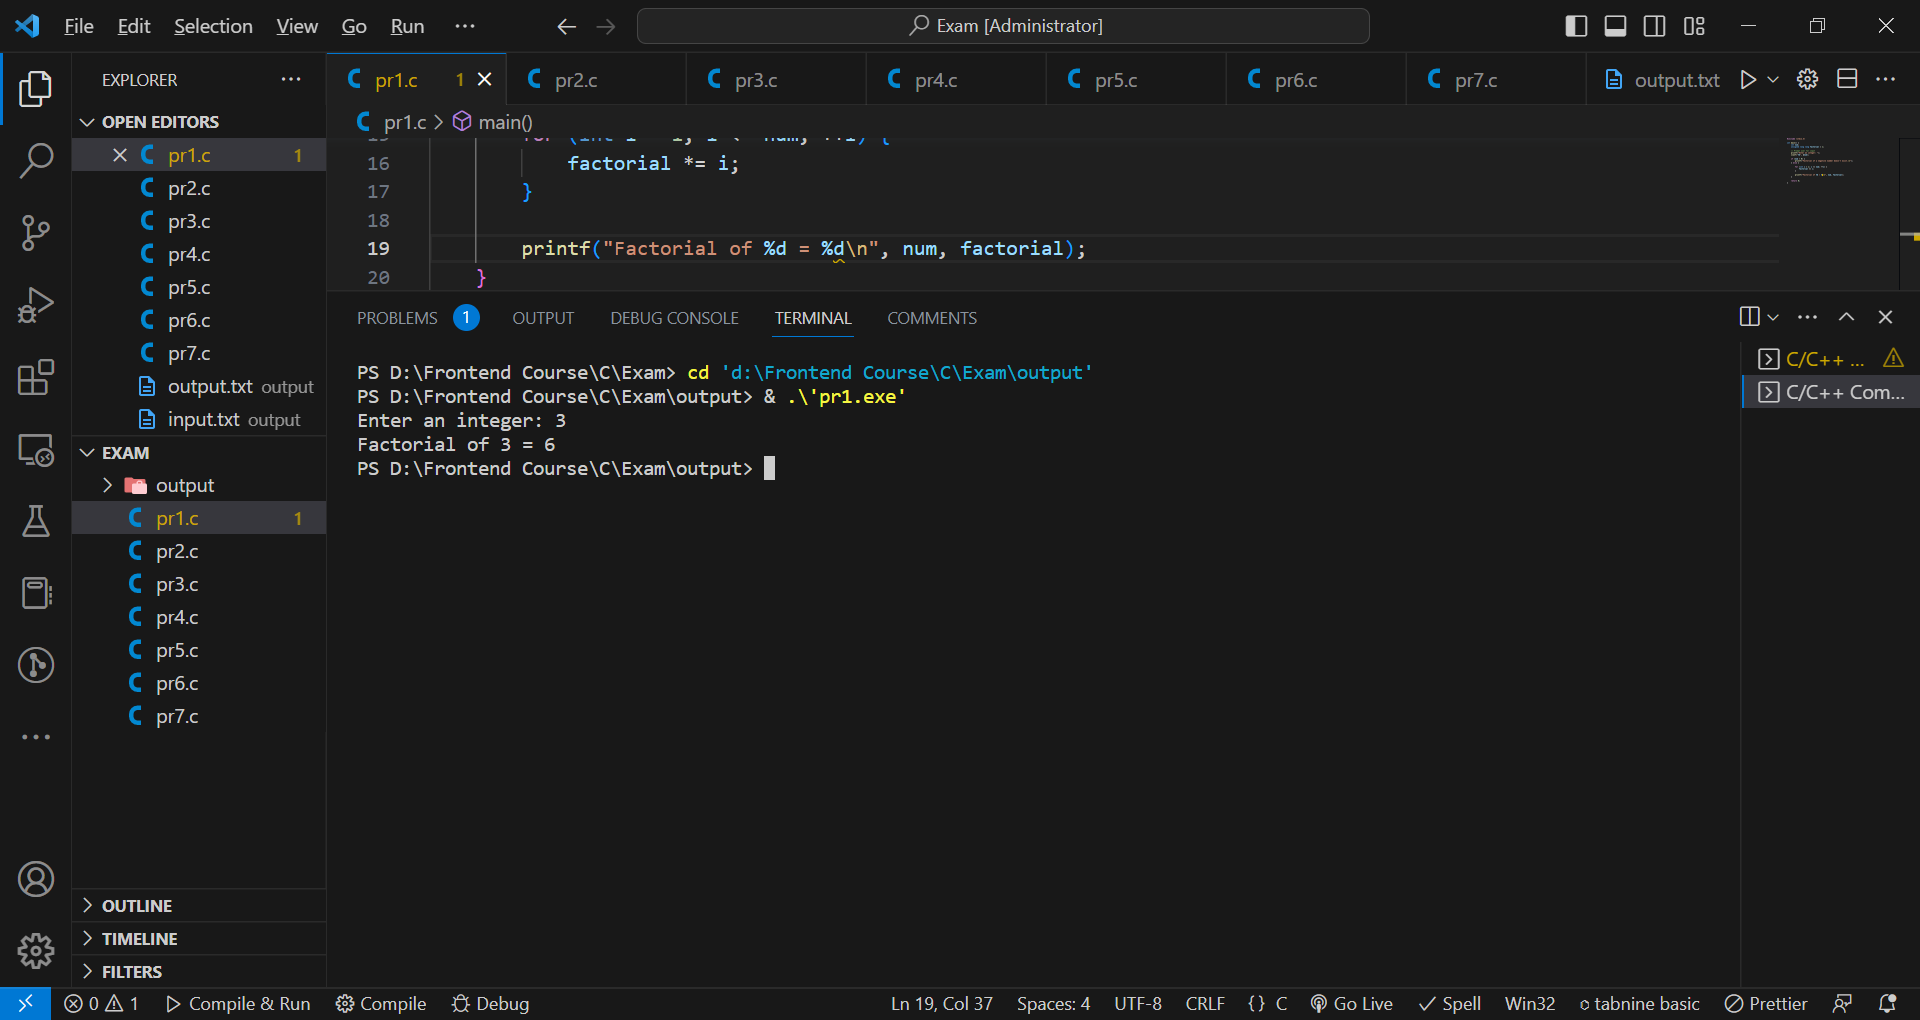 File Edit Selection View Go Run ··· Exam [Administrator]
EXPLORER
OPEN EDITORS
pr1.c 1
pr2.c
pr3.c
pr4.c
pr5.c
pr6.c
pr7.c
output.txt output
input.txt output
EXAM
output
pr1.c 1
pr2.c
pr3.c
pr4.c
pr5.c
pr6.c
pr7.c
OUTLINE
TIMELINE
FILTERS
pr1.c 1 pr2.c pr3.c pr4.c pr5.c pr6.c pr7.c output.txt
pr1.c > main()
16 factorial *= i;
17 }
18
19 printf("Factorial of %d = %d\n", num, factorial);
20 }
PROBLEMS 1 OUTPUT DEBUG CONSOLE TERMINAL COMMENTS
PS D:\Frontend Course\C\Exam> cd 'd:\Frontend Course\C\Exam\output'
PS D:\Frontend Course\C\Exam\output> & .\'pr1.exe'
Enter an integer: 3
Factorial of 3 = 6
PS D:\Frontend Course\C\Exam\output>
C/C++ ...
C/C++ Com...
0 1 Compile & Run Compile Debug Ln 19, Col 37 Spaces: 4 UTF-8 CRLF {} C Go Live Spell Win32 tabnine basic Prettier